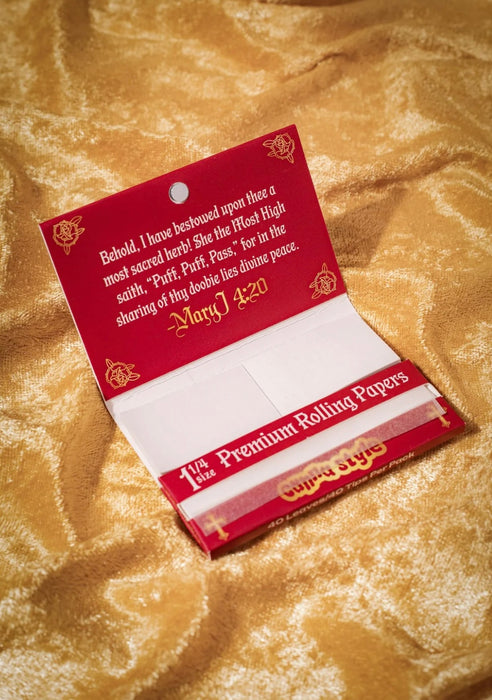 Behold, I have bestowed upon thee a
most sacred herb! She the Most High
saith. "Puff, Puff, Pass," for in the
sharing of thy doobie lies divine peace.
-Mary J 4:20
1 1/4 size Premium Rolling Papers
40 Leaves/40 Tips Per Pack